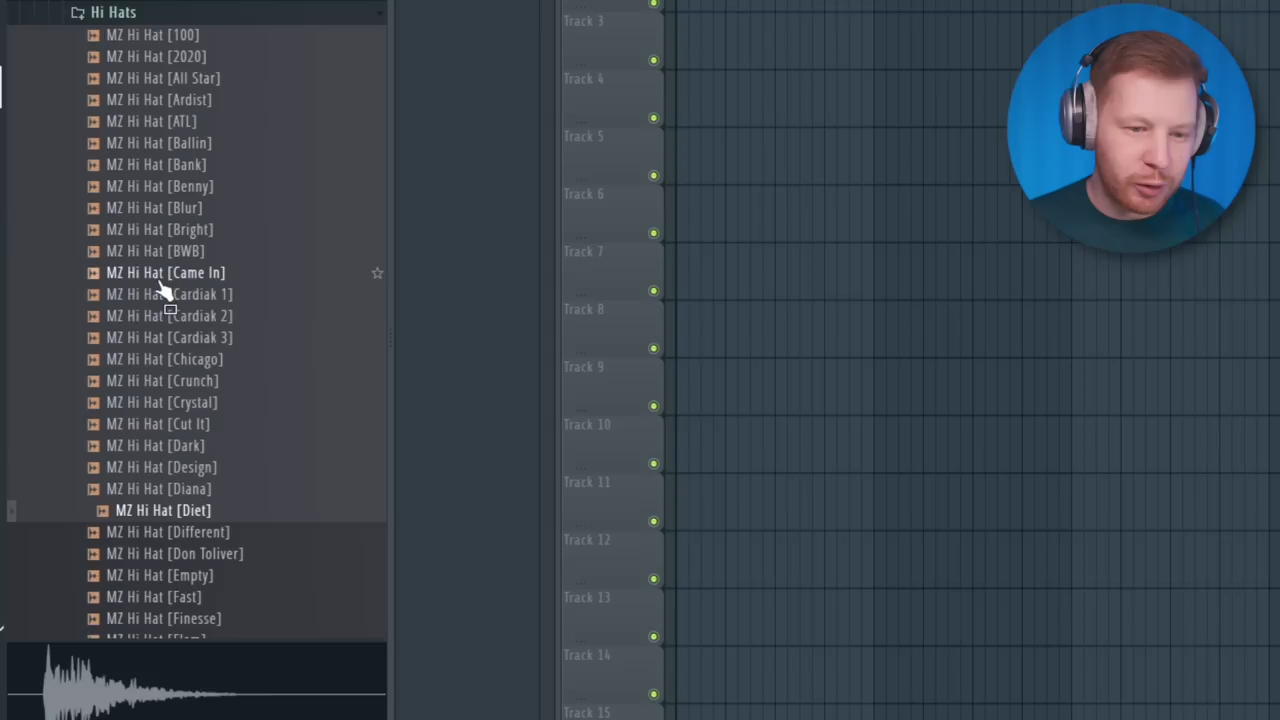 Hi Hats
MZ Hi Hat [100]
MZ Hi Hat [2020]
MZ Hi Hat [All Star]
MZ Hi Hat [Ardist]
MZ Hi Hat [ATL]
MZ Hi Hat [Ballin]
MZ Hi Hat [Bank]
MZ Hi Hat [Benny]
MZ Hi Hat [Blur]
MZ Hi Hat [Bright]
MZ Hi Hat [BWB]
MZ Hi Hat [Came In]
MZ Hi Hat [Cardiak 1]
MZ Hi Hat [Cardiak 2]
MZ Hi Hat [Cardiak 3]
MZ Hi Hat [Chicago]
MZ Hi Hat [Crunch]
MZ Hi Hat [Crystal]
MZ Hi Hat [Cut It]
MZ Hi Hat [Dark]
MZ Hi Hat [Design]
MZ Hi Hat [Diana]
MZ Hi Hat [Diet]
MZ Hi Hat [Different]
MZ Hi Hat [Don Toliver]
MZ Hi Hat [Empty]
MZ Hi Hat [Fast]
MZ Hi Hat [Finesse]
MZ Hi Hat
Track 3
Track 4
Track 5
Track 6
Track 7
Track 8
Track 9
Track 10
Track 11
Track 12
Track 13
Track 14
Track 15